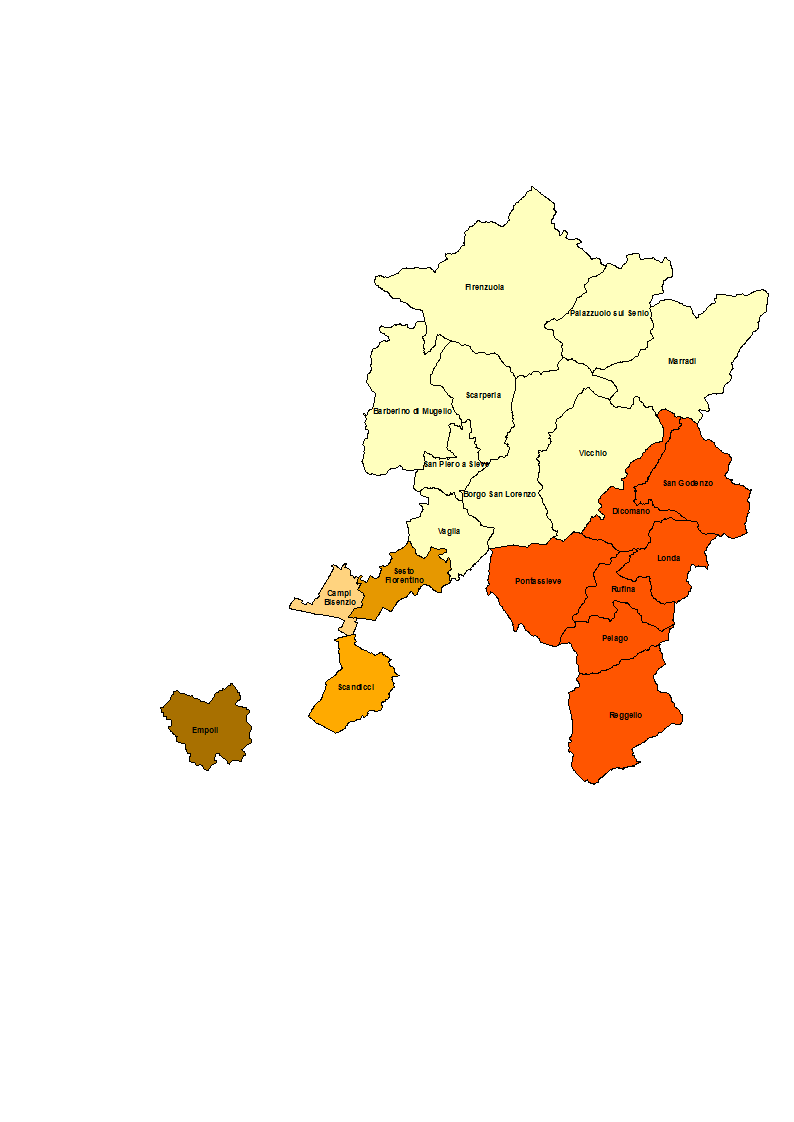 Firenzuola
Palazzuolo sul Senio
Marradi
Scarperia
Barberino di Mugello
Vicchio
San Piero a Sieve
San Godenzo
Borgo San Lorenzo
Dicomano
Vaglia
Londa
Sesto
Fiorentino
Pontassieve
Rufina
Campi
Bisenzio
Pelago
Scandicci
Reggello
Empoli